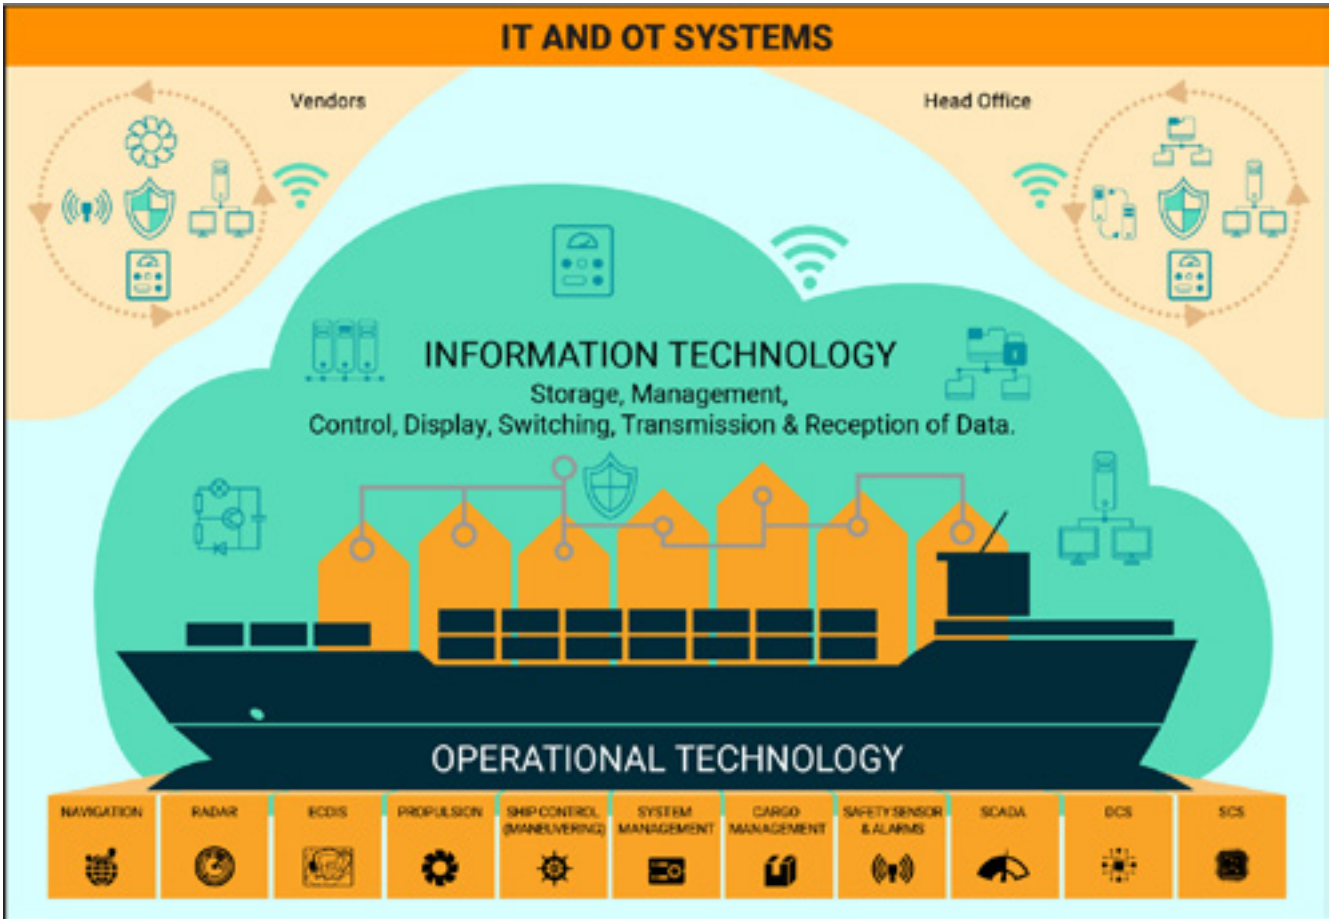 IT AND OT SYSTEMS
Vendors
Head Office
INFORMATION TECHNOLOGY
Storage, Management,
Control, Display, Switching, Transmission & Reception of Data.
OPERATIONAL TECHNOLOGY
NAVIGATION
RADAR
ECDIS
PROPULSION
SHIP CONTROL
(MANEUVERING)
SYSTEM
MANAGEMENT
CARGO
MANAGEMENT
SAFETY SENSOR
& ALARMS
SCADA
DCS
SCS